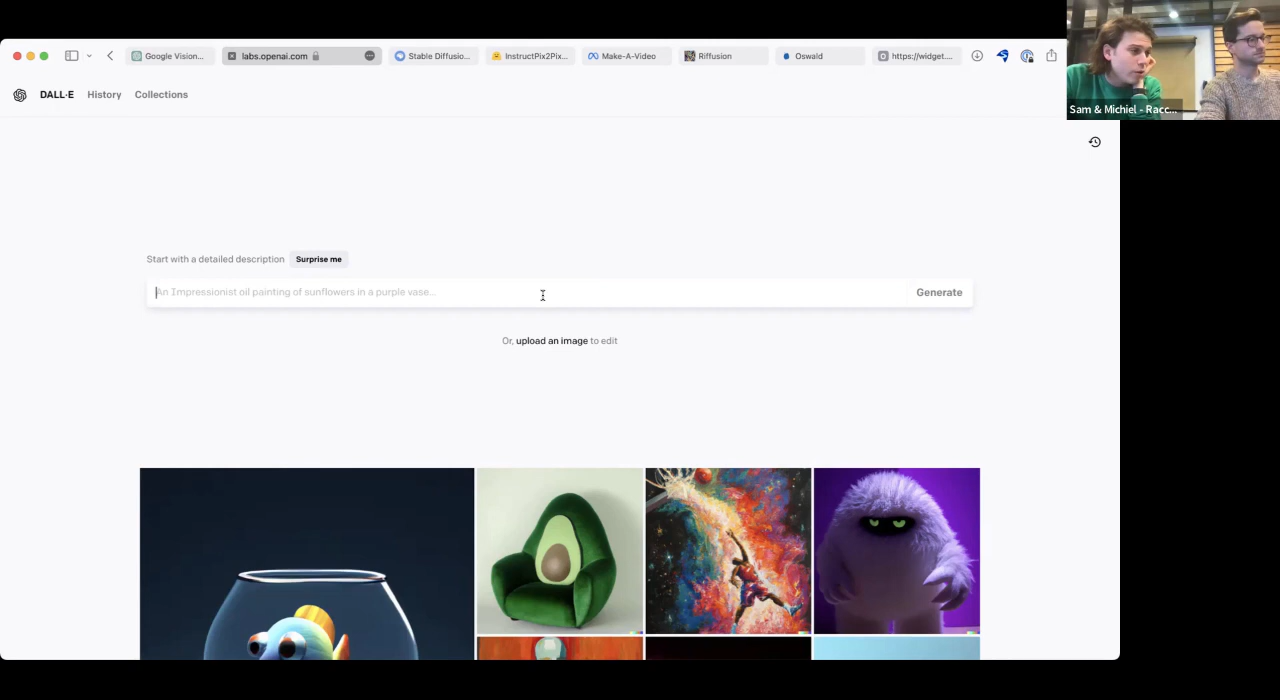 Google Vision...
labs.openai.com
Stable Diffusio...
InstructPix2Pix...
Make-A-Video
Riffusion
Oswald
https://widget....
Sam & Michiel - Racc...
DALL·E
History
Collections
Start with a detailed description
Surprise me
An Impressionist oil painting of sunflowers in a purple vase...
Generate
Or, upload an image to edit